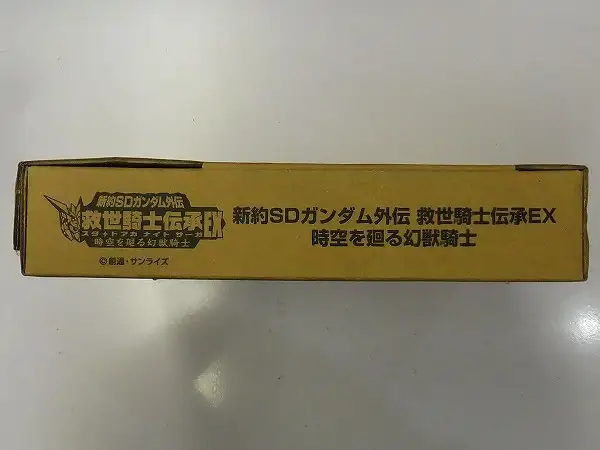 新約SDガンダム外伝
救世騎士伝承EX
スダ・ドアカ ナイト サーガ
時空を廻る幻獣騎士
©創通・サンライズ
新約SDガンダム外伝 救世騎士伝承EX
時空を廻る幻獣騎士